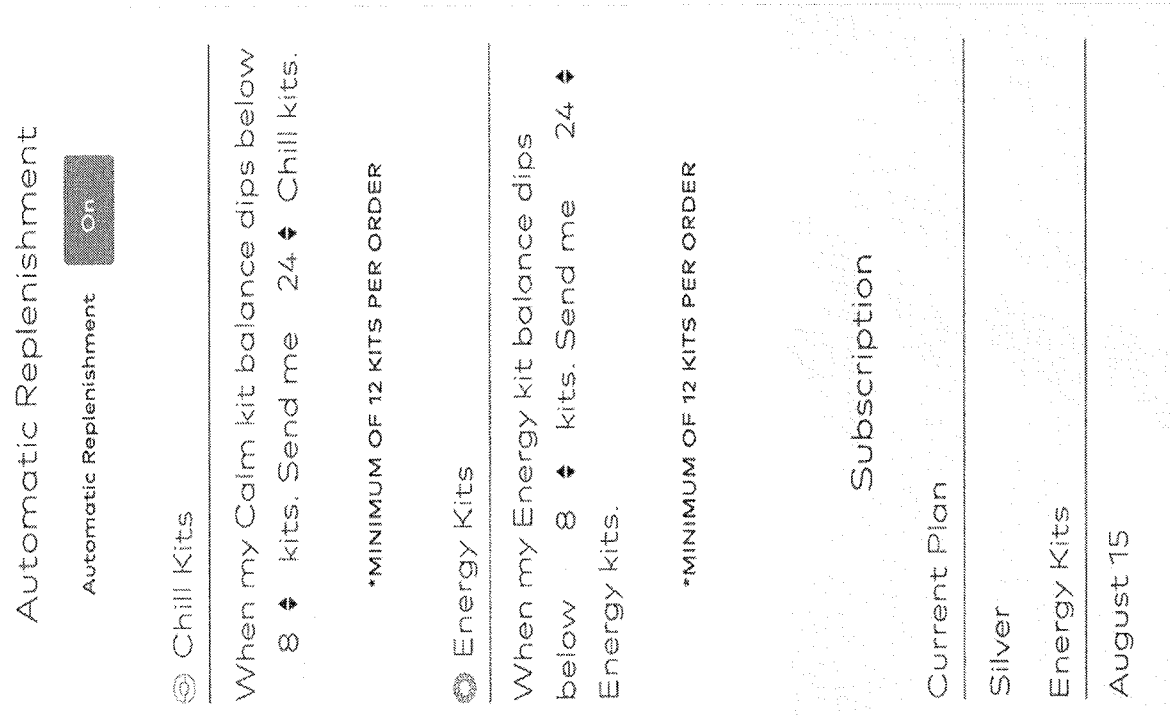 Automatic Replenishment
Automatic Replenishment On
Chill Kits
When my Calm kit balance dips below
8 kits. Send me 24 Chill kits.
*MINIMUM OF 12 KITS PER ORDER
Energy Kits
When my Energy kit balance dips
below 8 kits. Send me 24
Energy kits.
*MINIMUM OF 12 KITS PER ORDER
Subscription
Current Plan
Silver
Energy Kits
August 15